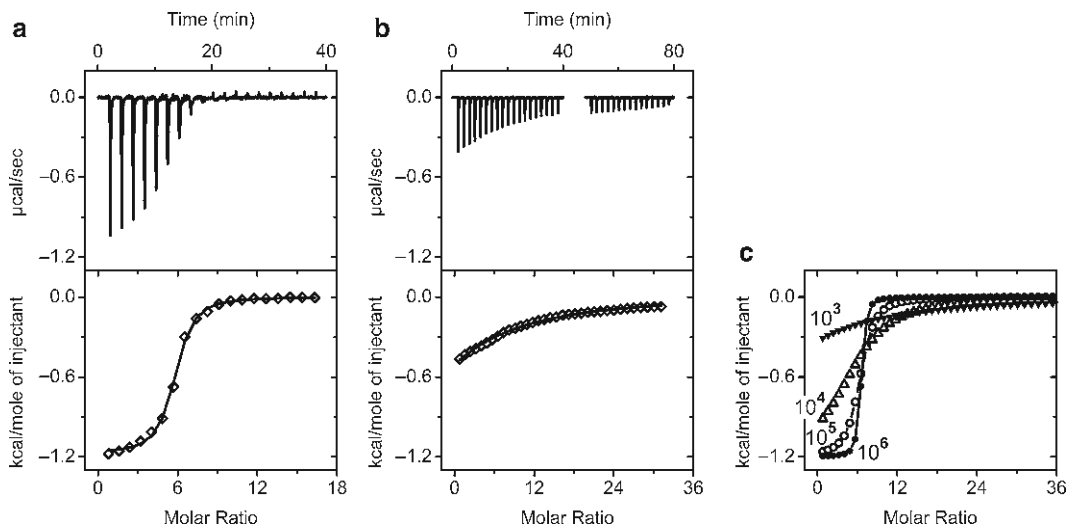 a
Time (min)
0 20 40
0.0
−0.6
−1.2
μcal/sec
0.0
−0.6
−1.2
kcal/mole of injectant
0 6 12 18
Molar Ratio
b
Time (min)
0 40 80
0.0
−0.6
−1.2
μcal/sec
0.0
−0.6
−1.2
kcal/mole of injectant
0 12 24 36
Molar Ratio
c
0.0
−0.6
−1.2
kcal/mole of injectant
10³
10⁴
10⁵
10⁶
0 12 24 36
Molar Ratio